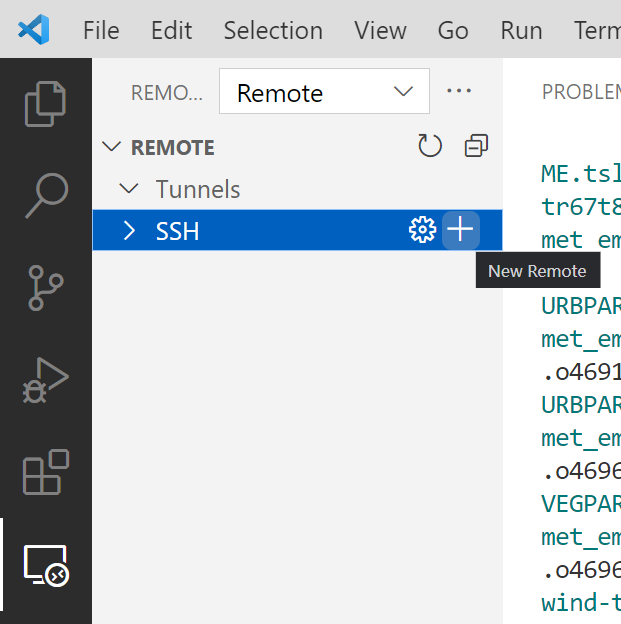 File Edit Selection View Go Run Term
REMO... Remote ...
PROBLEM
REMOTE
Tunnels
SSH
New Remote
ME.tsl
tr67t8
met_em
URBPAR
met_em
.o4691
URBPAR
met_em
.o4696
VEGPAR
met_em
.o4696
wind-t